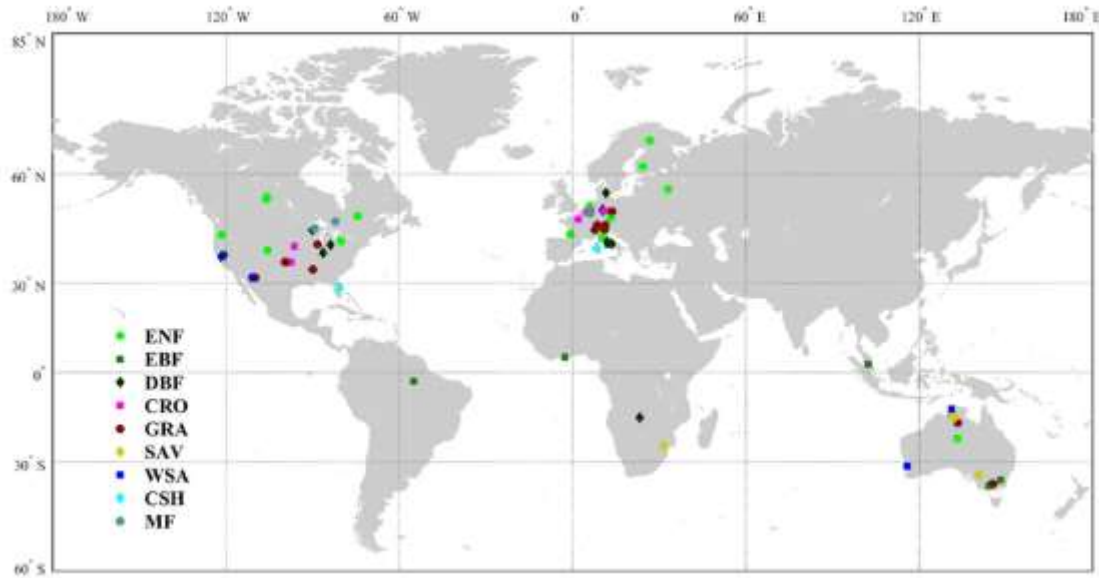 180° W 120° W 60° W 0° 60° E 120° E 180° E
85° N
60° N
30° N
0°
30° S
60° S
ENF
EBF
DBF
CRO
GRA
SAV
WSA
CSH
MF